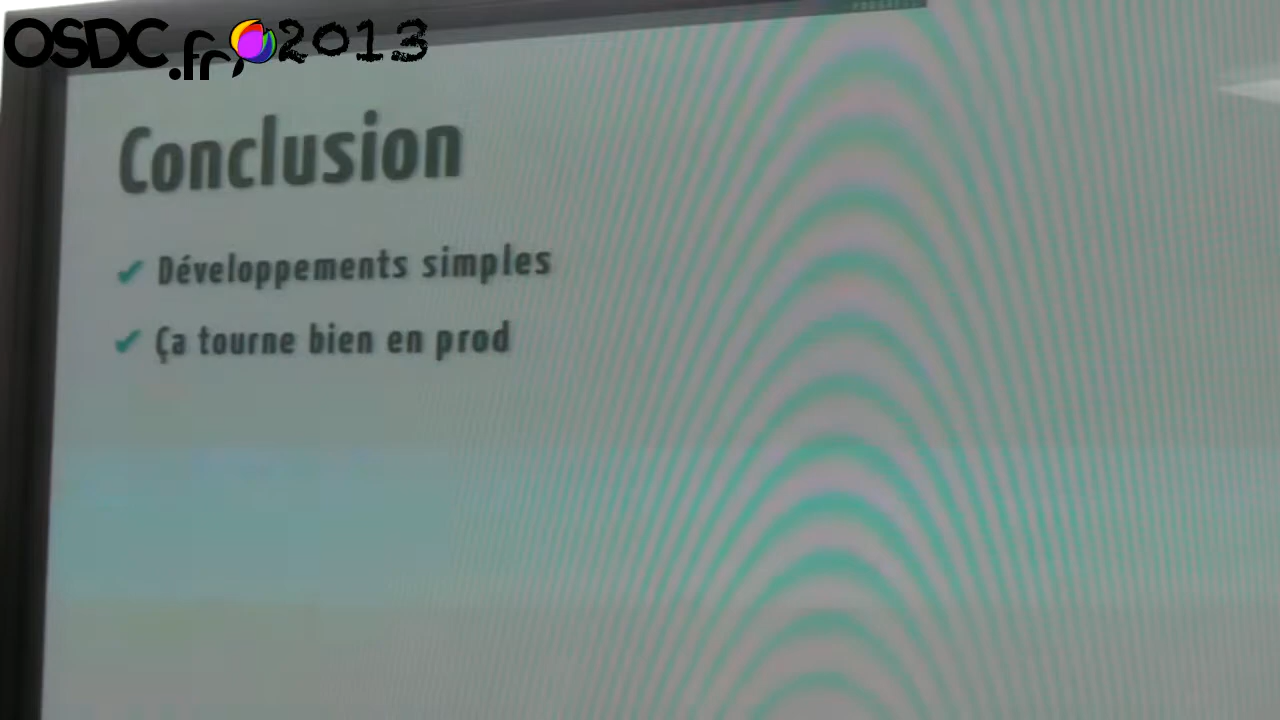 OSDC.fr 2013
Conclusion
✔ Développements simples
✔ Ça tourne bien en prod